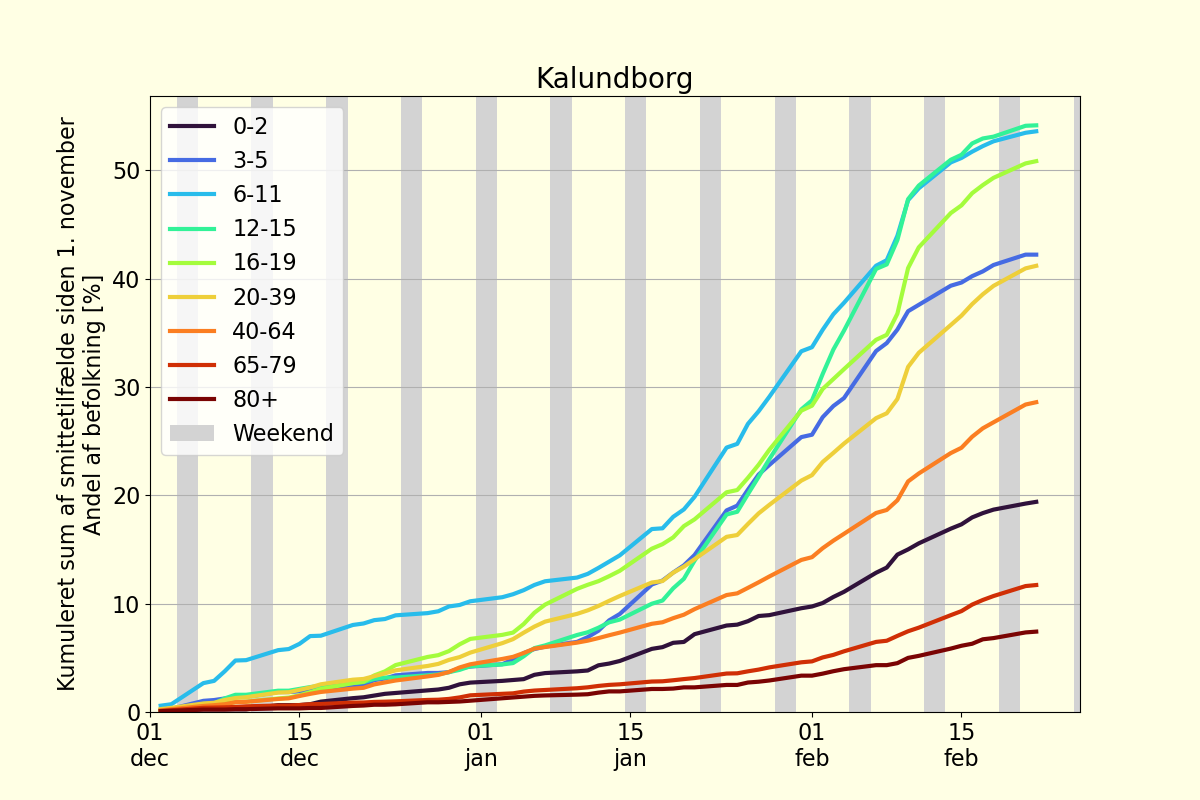 Kalundborg
Kumuleret sum af smittetilfælde siden 1. november
Andel af befolkning [%]
50
40
30
20
10
0
0-2
3-5
6-11
12-15
16-19
20-39
40-64
65-79
80+
Weekend
01 15 01 15 01 15
dec dec jan jan feb feb